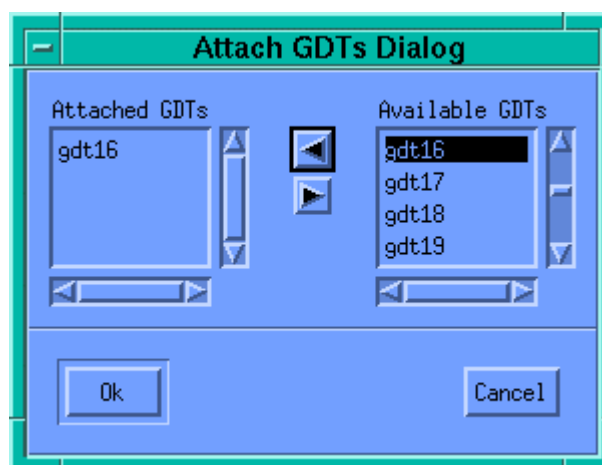 Attach GDTs Dialog
Attached GDTs
gdt16
Available GDTs
gdt16
gdt17
gdt18
gdt19
Ok
Cancel